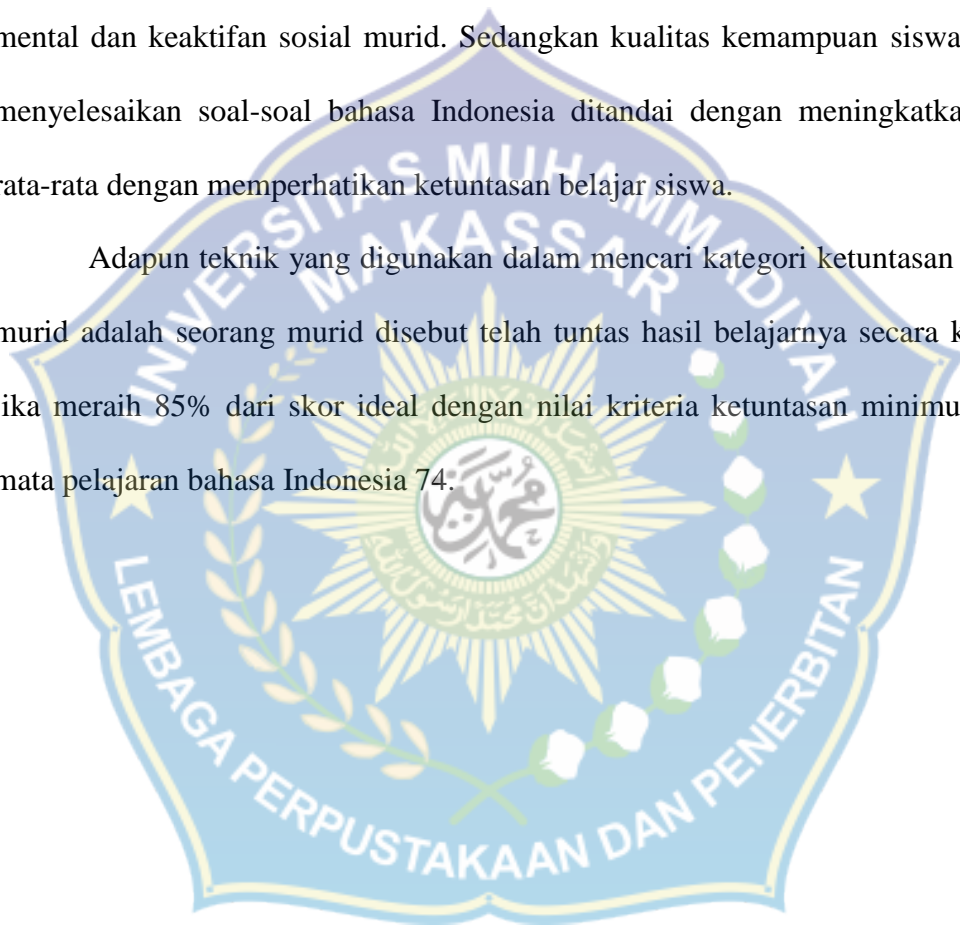 mental dan keaktifan sosial murid. Sedangkan kualitas kemampuan siswa
menyelesaikan soal-soal bahasa Indonesia ditandai dengan meningkatka
rata-rata dengan memperhatikan ketuntasan belajar siswa.
Adapun teknik yang digunakan dalam mencari kategori ketuntasan
murid adalah seorang murid disebut telah tuntas hasil belajarnya secara k
jika meraih 85% dari skor ideal dengan nilai kriteria ketuntasan minimu
mata pelajaran bahasa Indonesia 74.
UNIVERSITAS MUHAMMADIYAH
MAKASSAR
محمد
LEMBAGA PERPUSTAKAAN DAN PENERBITAN